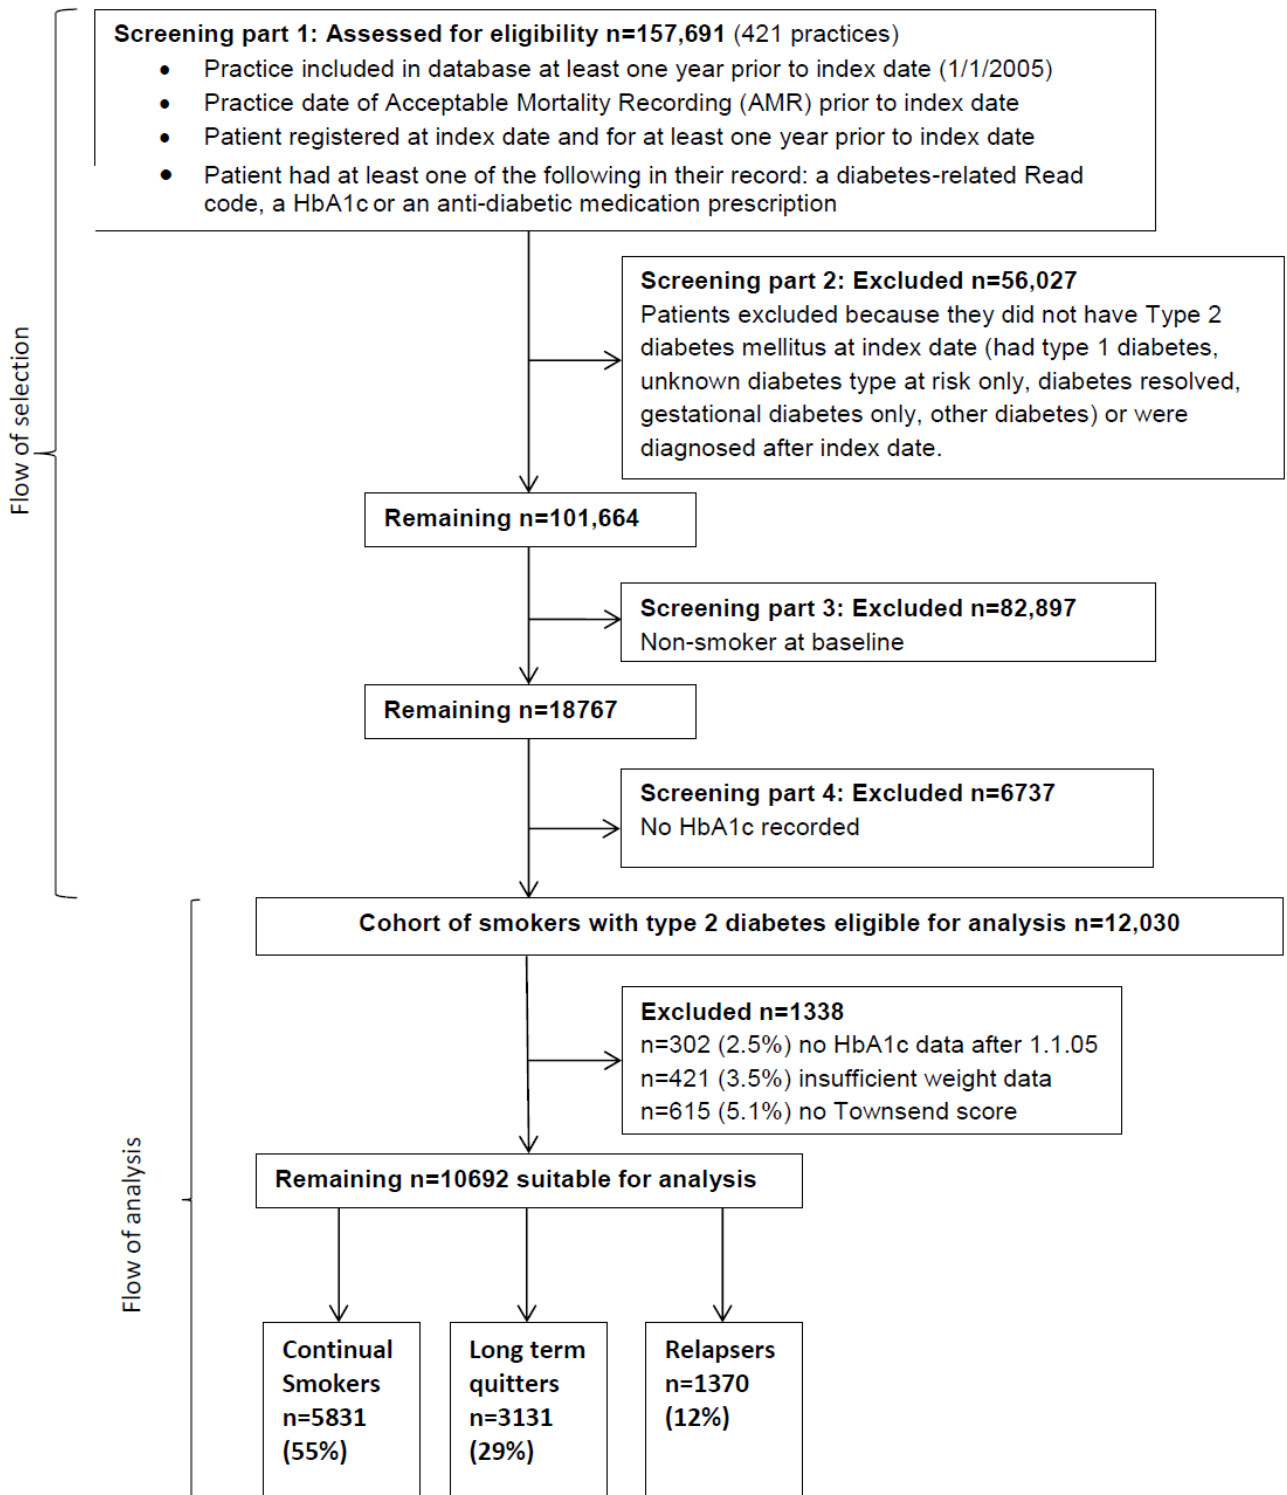 Screening part 1: Assessed for eligibility n=157,691 (421 practices)
• Practice included in database at least one year prior to index date (1/1/2005)
• Practice date of Acceptable Mortality Recording (AMR) prior to index date
• Patient registered at index date and for at least one year prior to index date
• Patient had at least one of the following in their record: a diabetes-related Read
code, a HbA1c or an anti-diabetic medication prescription
Screening part 2: Excluded n=56,027
Patients excluded because they did not have Type 2
diabetes mellitus at index date (had type 1 diabetes,
unknown diabetes type at risk only, diabetes resolved,
gestational diabetes only, other diabetes) or were
diagnosed after index date.
Flow of selection
Remaining n=101,664
Screening part 3: Excluded n=82,897
Non-smoker at baseline
Remaining n=18767
Screening part 4: Excluded n=6737
No HbA1c recorded
Cohort of smokers with type 2 diabetes eligible for analysis n=12,030
Excluded n=1338
n=302 (2.5%) no HbA1c data after 1.1.05
n=421 (3.5%) insufficient weight data
n=615 (5.1%) no Townsend score
Flow of analysis
Remaining n=10692 suitable for analysis
Continual
Smokers
n=5831
(55%)
Long term
quitters
n=3131
(29%)
Relapsers
n=1370
(12%)